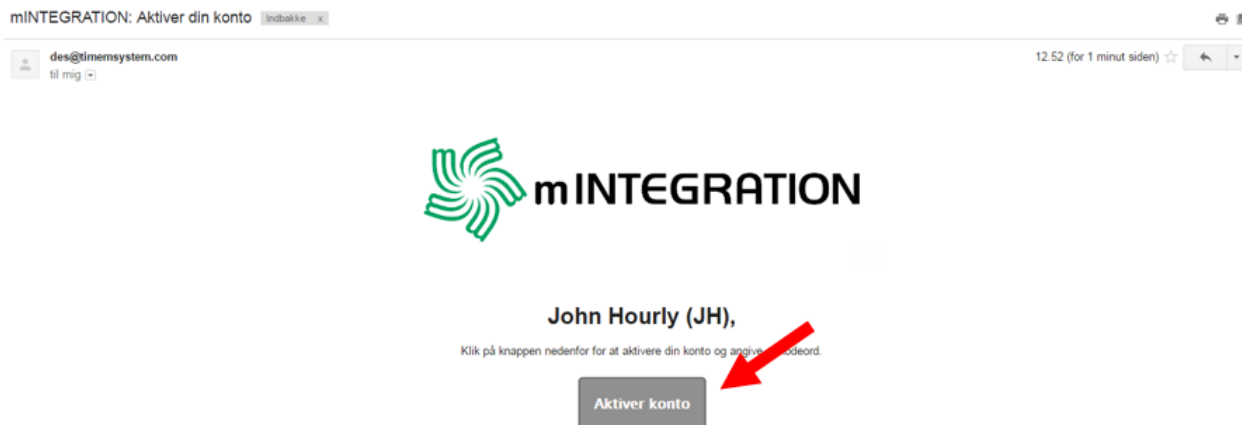 mINTEGRATION: Aktiver din konto Indbakke x
des@timemsystem.com 12.52 (for 1 minut siden)
til mig
mINTEGRATION
John Hourly (JH),
Klik på knappen nedenfor for at aktivere din konto og angive
Aktiver konto